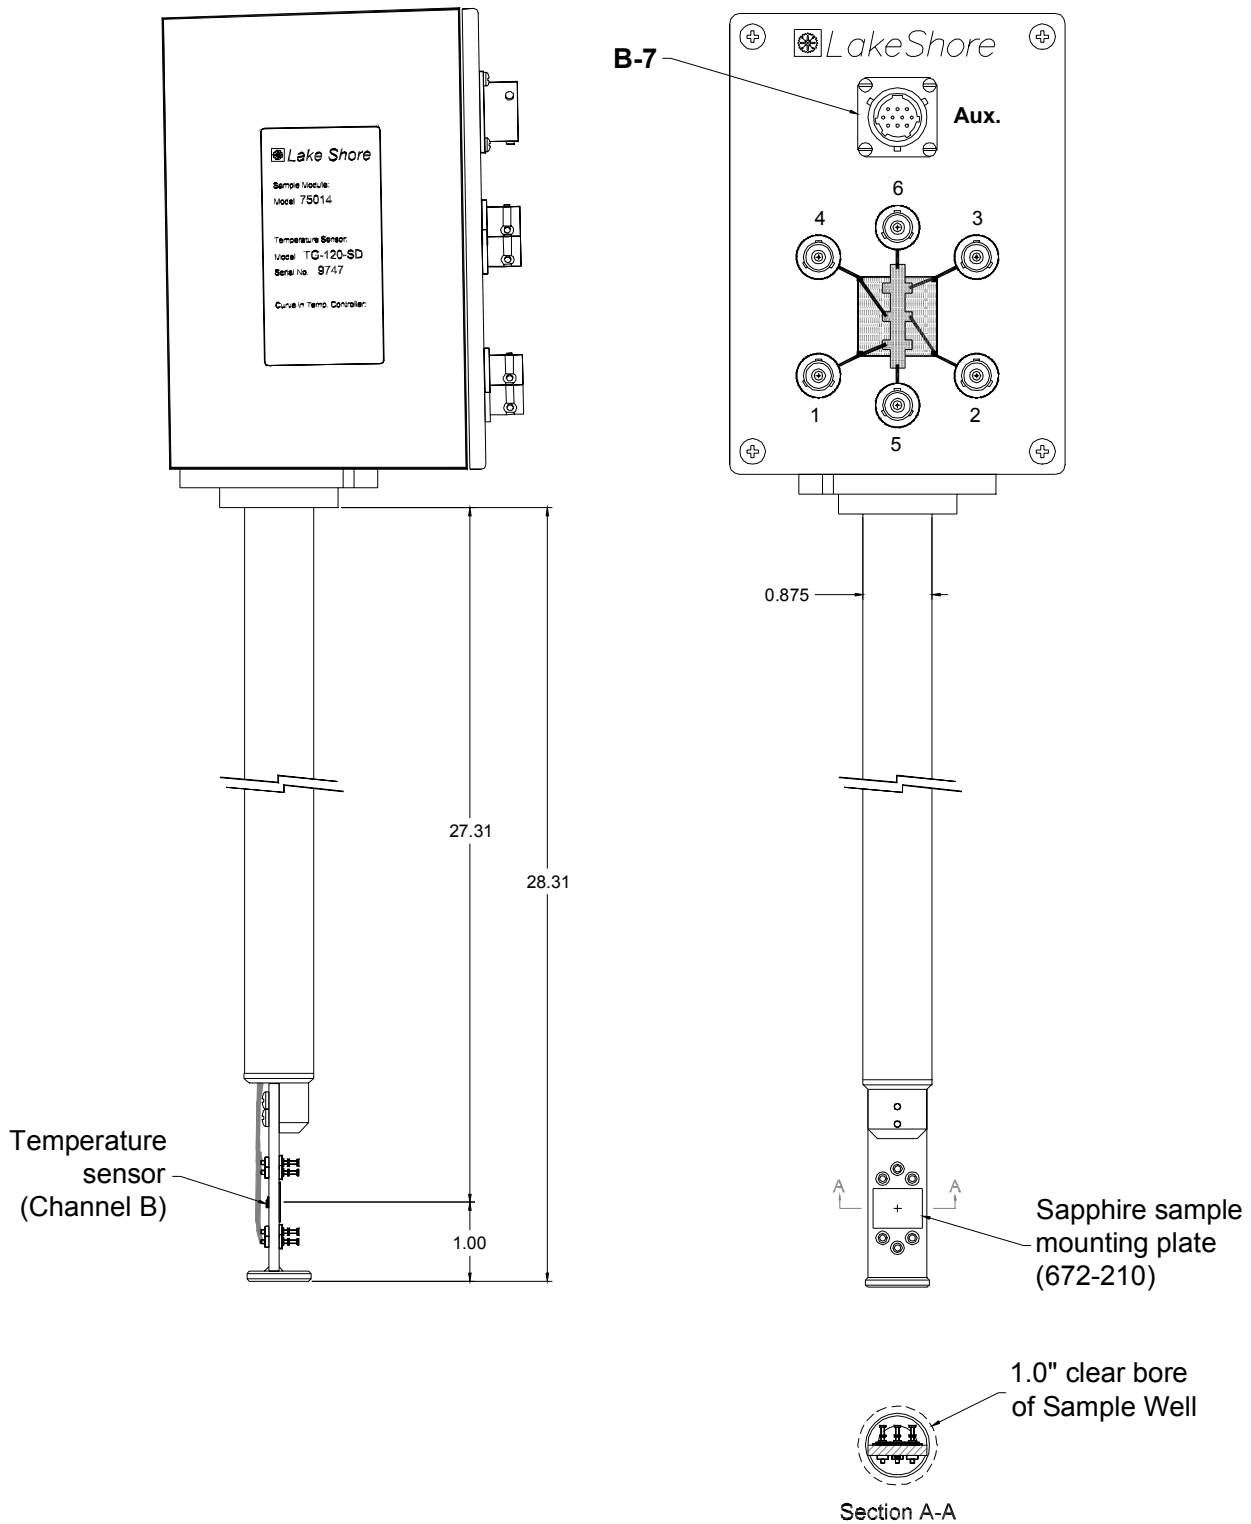 LakeShore
B-7
Aux.
6
4
3
1
2
5
Lake Shore
Sample Module:
Model 75014
Temperature Sensor:
Model TG-120-SD
Serial No. 9747
Curve in Temp. Controller:
0.875
27.31
28.31
1.00
Temperature
sensor
(Channel B)
A
A
Sapphire sample
mounting plate
(672-210)
1.0" clear bore
of Sample Well
Section A-A